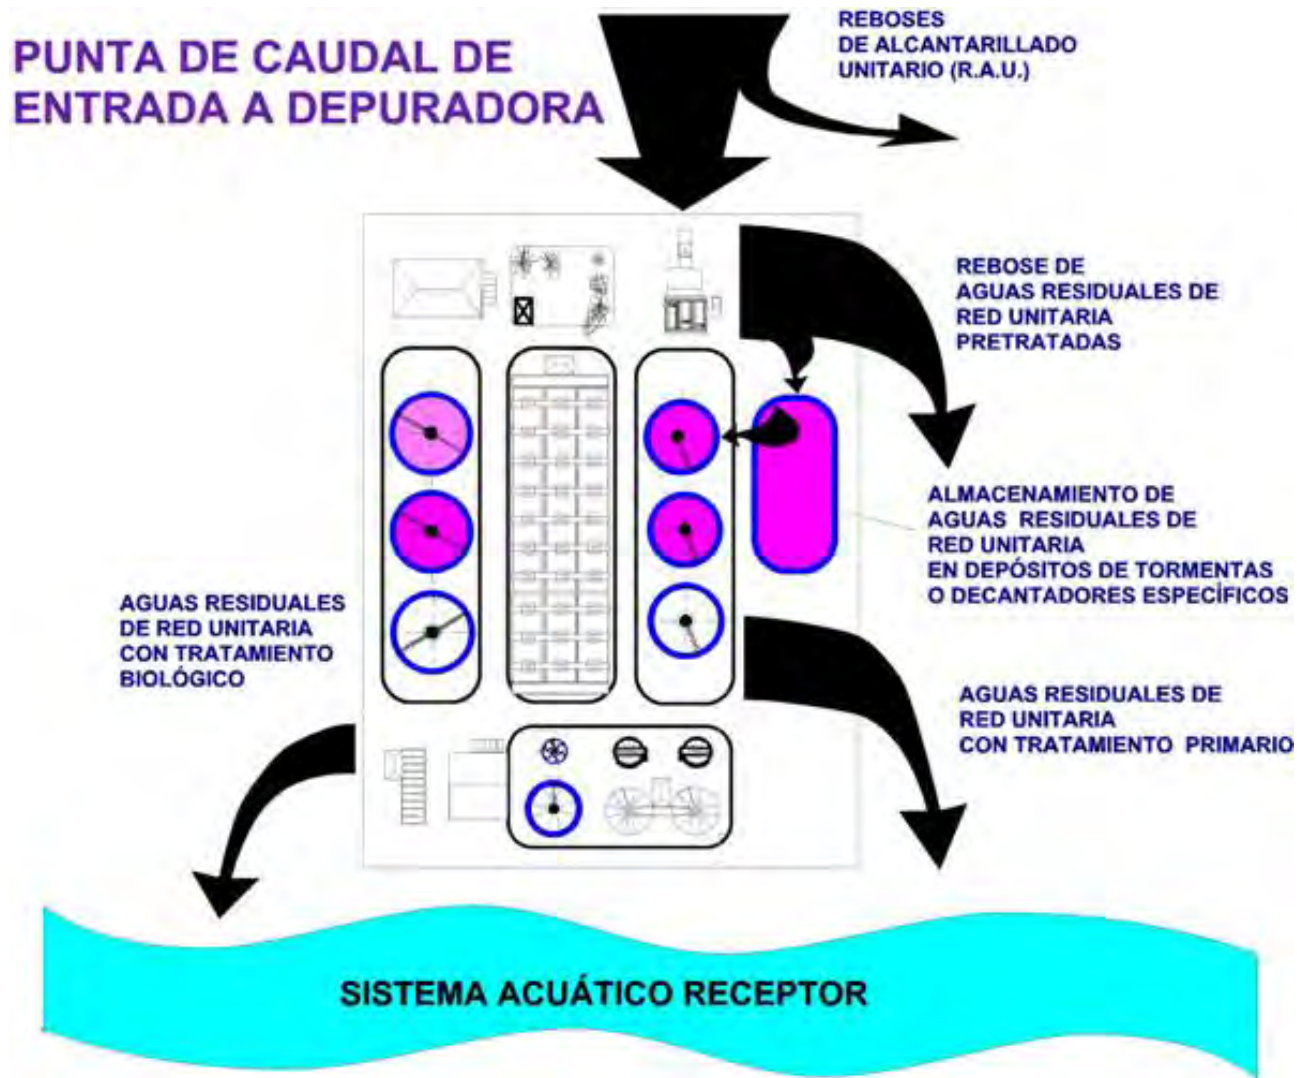 PUNTA DE CAUDAL DE
ENTRADA A DEPURADORA
REBOSES
DE ALCANTARILLADO
UNITARIO (R.A.U.)
REBOSE DE
AGUAS RESIDUALES DE
RED UNITARIA
PRETRATADAS
ALMACENAMIENTO DE
AGUAS RESIDUALES DE
RED UNITARIA
EN DEPÓSITOS DE TORMENTAS
O DECANTADORES ESPECÍFICOS
AGUAS RESIDUALES
DE RED UNITARIA
CON TRATAMIENTO
BIOLÓGICO
AGUAS RESIDUALES DE
RED UNITARIA
CON TRATAMIENTO PRIMARIO
SISTEMA ACUÁTICO RECEPTOR